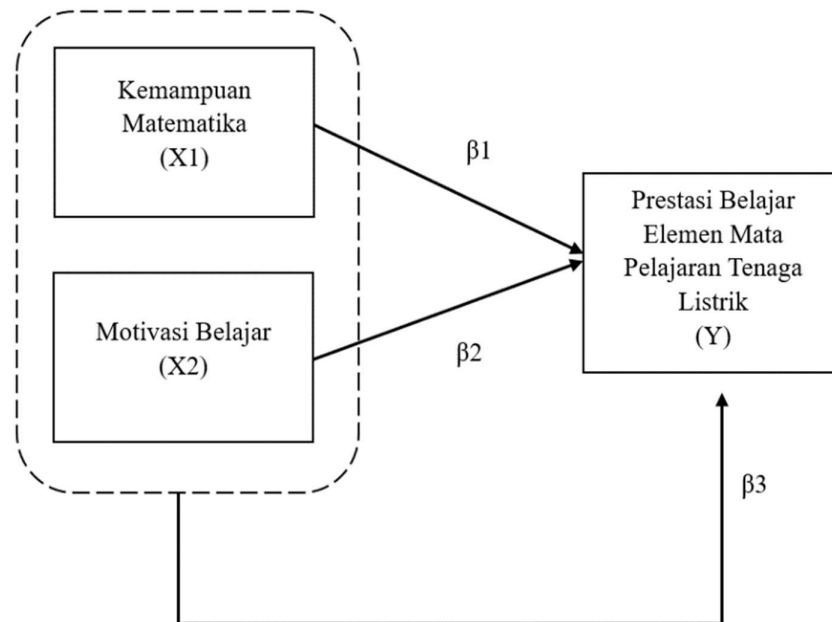 Kemampuan
Matematika
(X1)
β1
Prestasi Belajar
Elemen Mata
Pelajaran Tenaga
Listrik
(Y)
Motivasi Belajar
(X2)
β2
β3